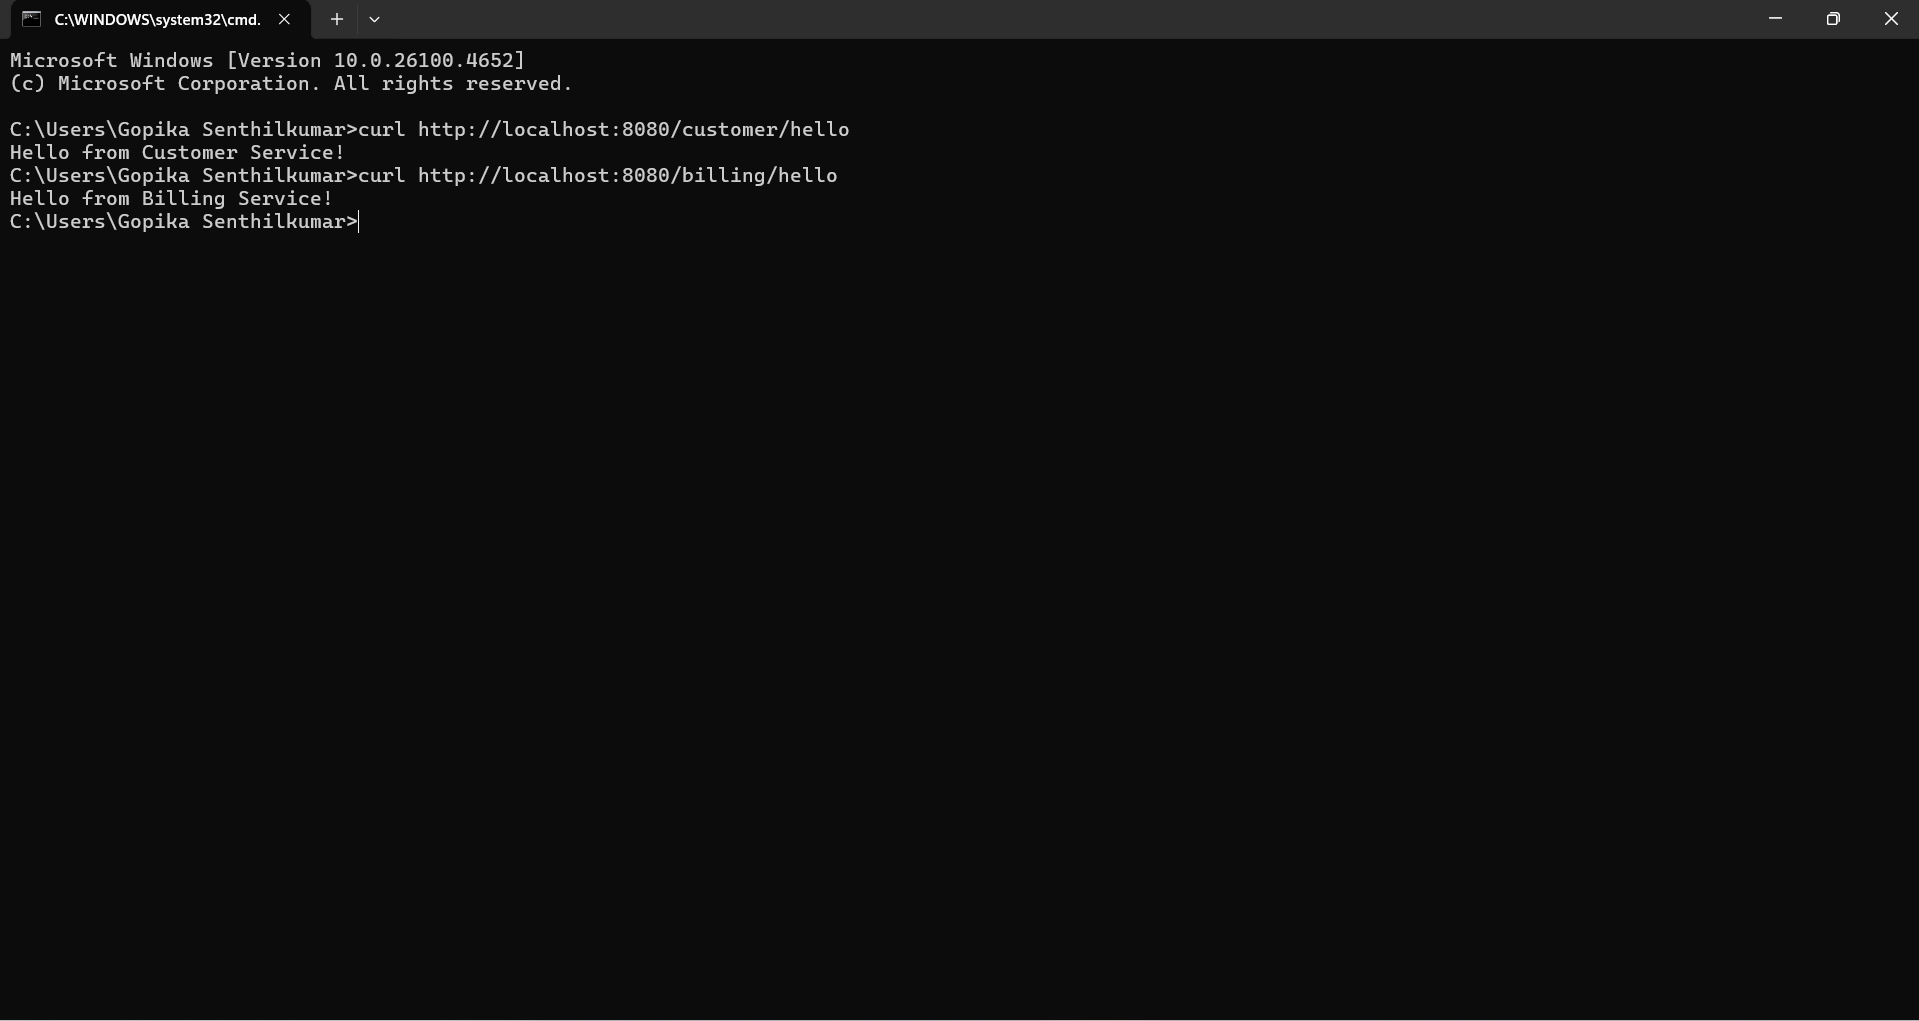 C:\WINDOWS\system32\cmd.
Microsoft Windows [Version 10.0.26100.4652]
(c) Microsoft Corporation. All rights reserved.
C:\Users\Gopika Senthilkumar>curl http://localhost:8080/customer/hello
Hello from Customer Service!
C:\Users\Gopika Senthilkumar>curl http://localhost:8080/billing/hello
Hello from Billing Service!
C:\Users\Gopika Senthilkumar>